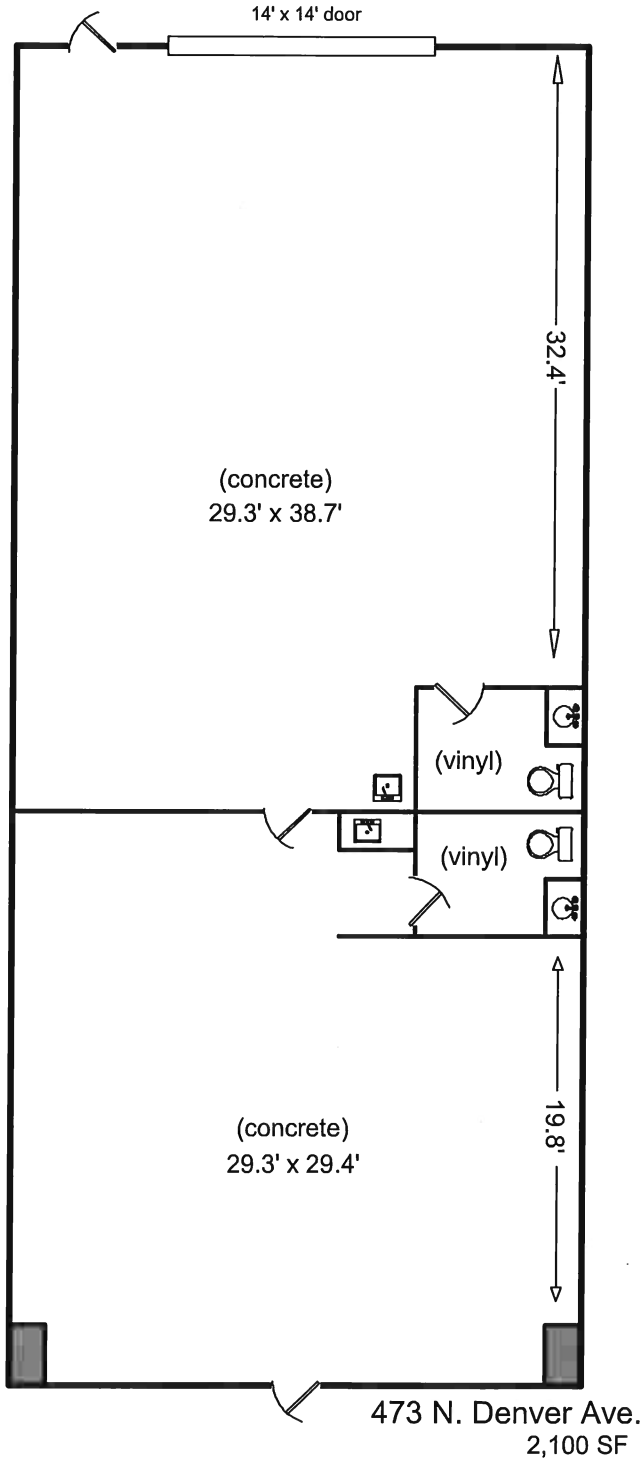 14' x 14' door
32.4'
(concrete)
29.3' x 38.7'
(vinyl)
(vinyl)
(concrete)
29.3' x 29.4'
19.8'
473 N. Denver Ave.
2,100 SF